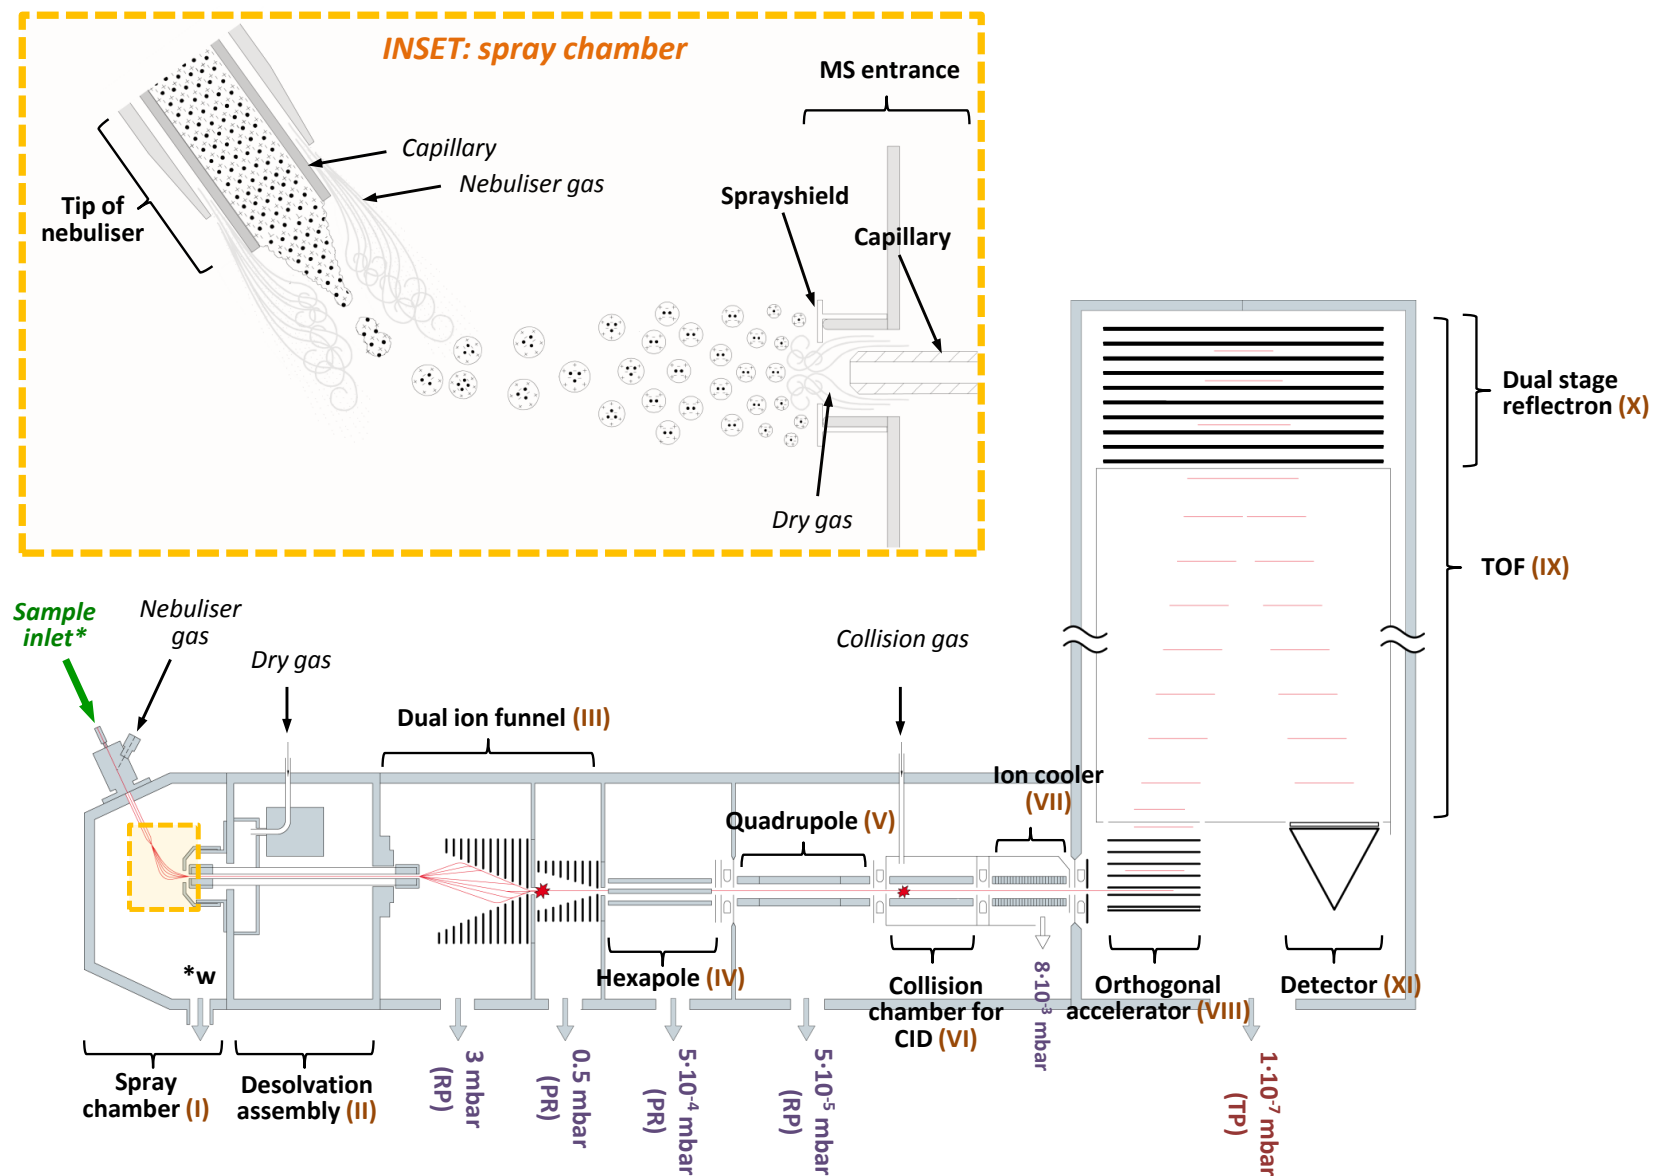 INSET: spray chamber
MS entrance
Capillary
Nebuliser gas
Tip of
nebuliser
Sprayshield
Capillary
Dry gas
Dual stage
reflectron (X)
TOF (IX)
Sample
inlet*
Nebuliser
gas
Dry gas
Collision gas
Dual ion funnel (III)
Ion cooler
(VII)
Quadrupole (V)
*w
Hexapole (IV)
Collision
chamber for
CID (VI)
Orthogonal
accelerator (VIII)
Detector (XI)
Spray
chamber (I)
Desolvation
assembly (II)
3 mbar
(RP)
0.5 mbar
(PR)
5·10⁻⁴ mbar
(PR)
5·10⁻⁵ mbar
(RP)
8·10⁻³ mbar
1·10⁻⁷ mbar
(TP)